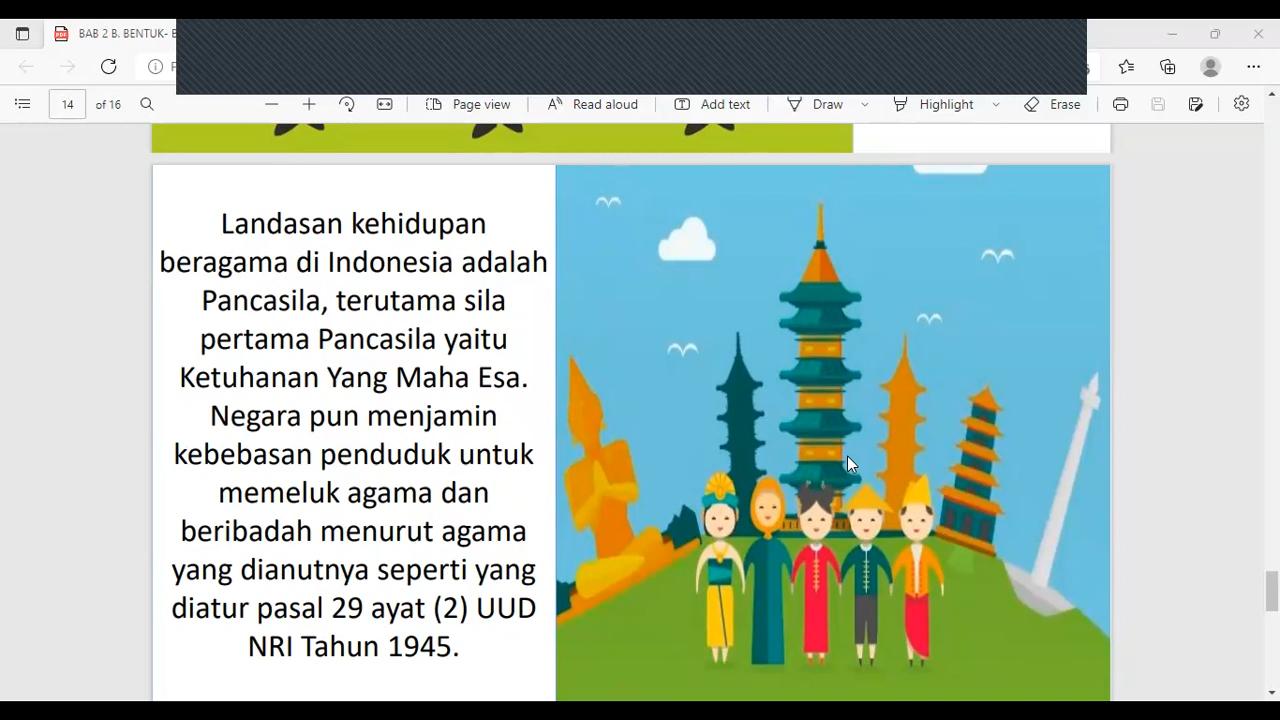 BAB 2 B. BENTUK- B
14 of 16
Page view
Read aloud
Add text
Draw
Highlight
Erase
Landasan kehidupan
beragama di Indonesia adalah
Pancasila, terutama sila
pertama Pancasila yaitu
Ketuhanan Yang Maha Esa.
Negara pun menjamin
kebebasan penduduk untuk
memeluk agama dan
beribadah menurut agama
yang dianutnya seperti yang
diatur pasal 29 ayat (2) UUD
NRI Tahun 1945.